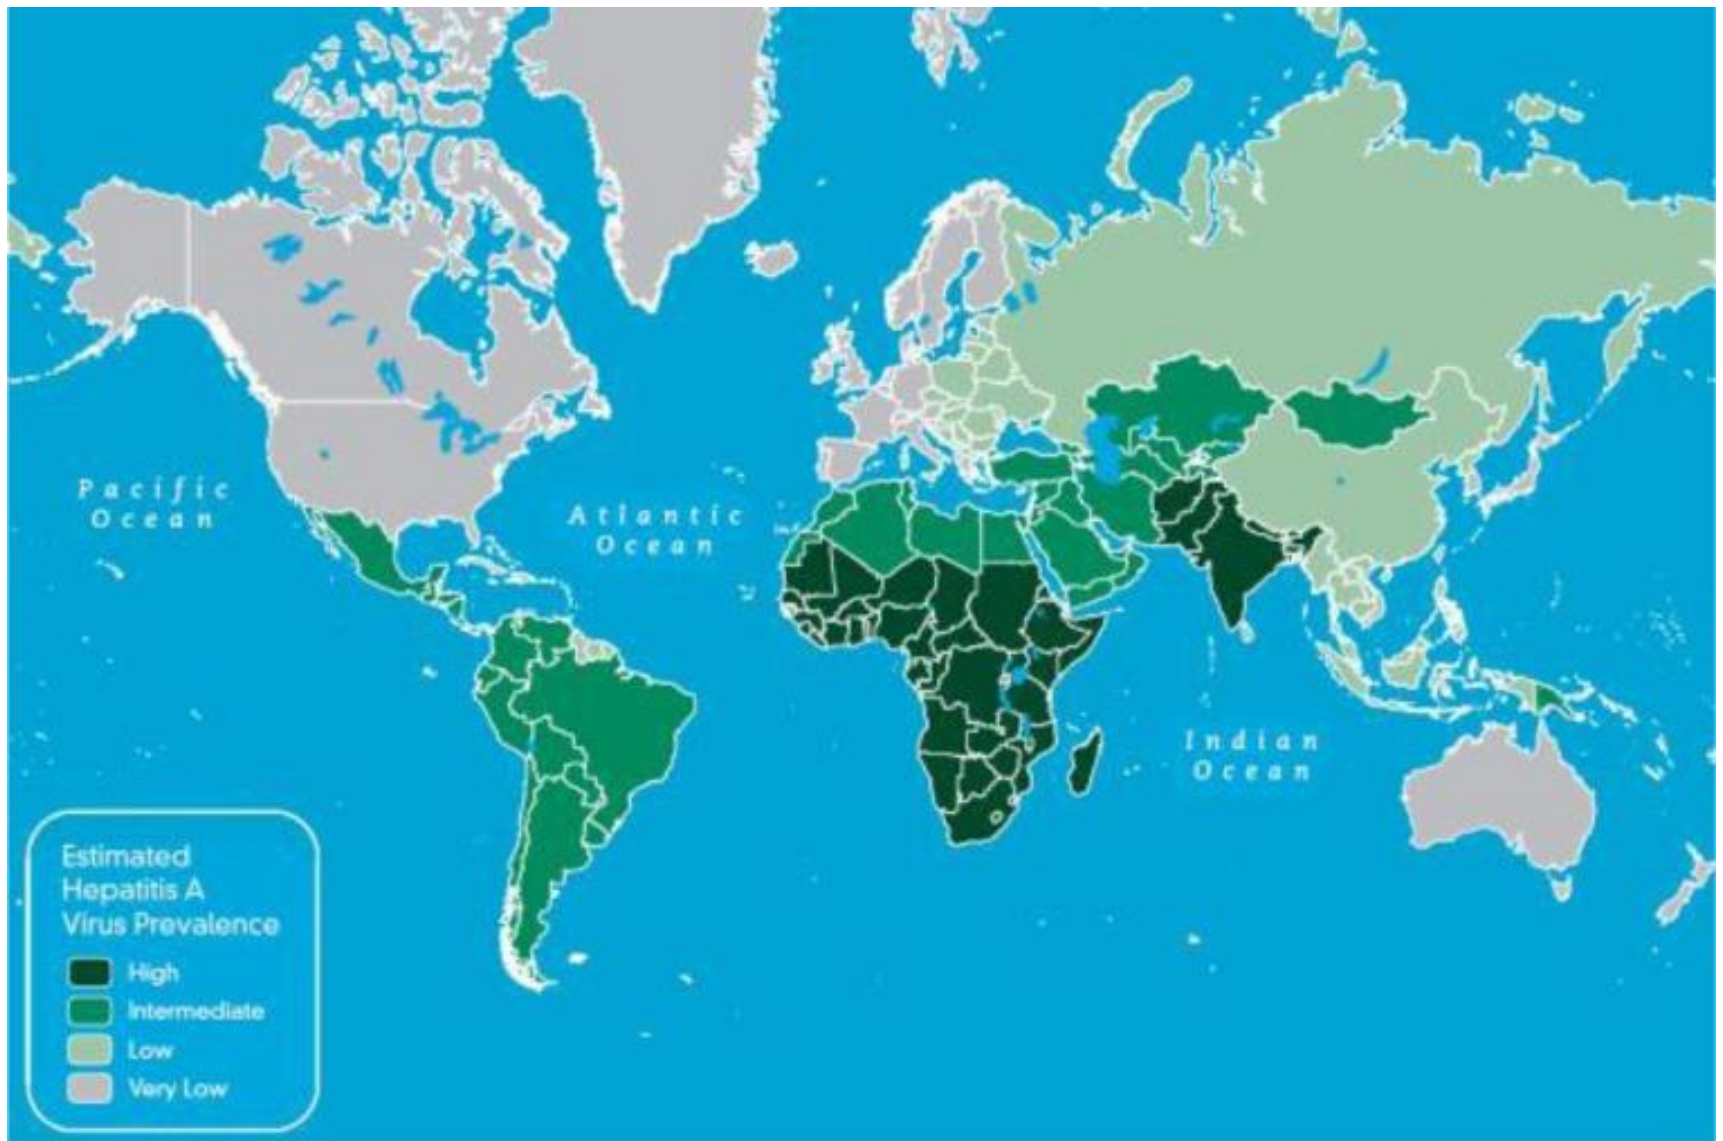 Pacific
Ocean
Atlantic
Ocean
Indian
Ocean
Estimated
Hepatitis A
Virus Prevalence
High
Intermediate
Low
Very Low